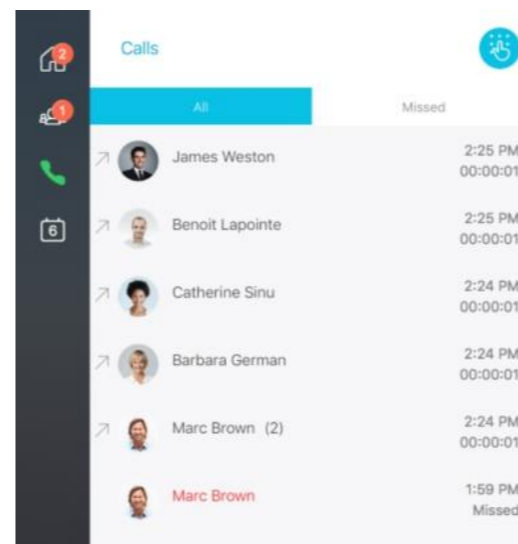 2
Calls
1
All
Missed
James Weston
2:25 PM
00:00:01
6
Benoit Lapointe
2:25 PM
00:00:01
Catherine Sinu
2:24 PM
00:00:01
Barbara German
2:24 PM
00:00:01
Marc Brown (2)
2:24 PM
00:00:01
Marc Brown
1:59 PM
Missed